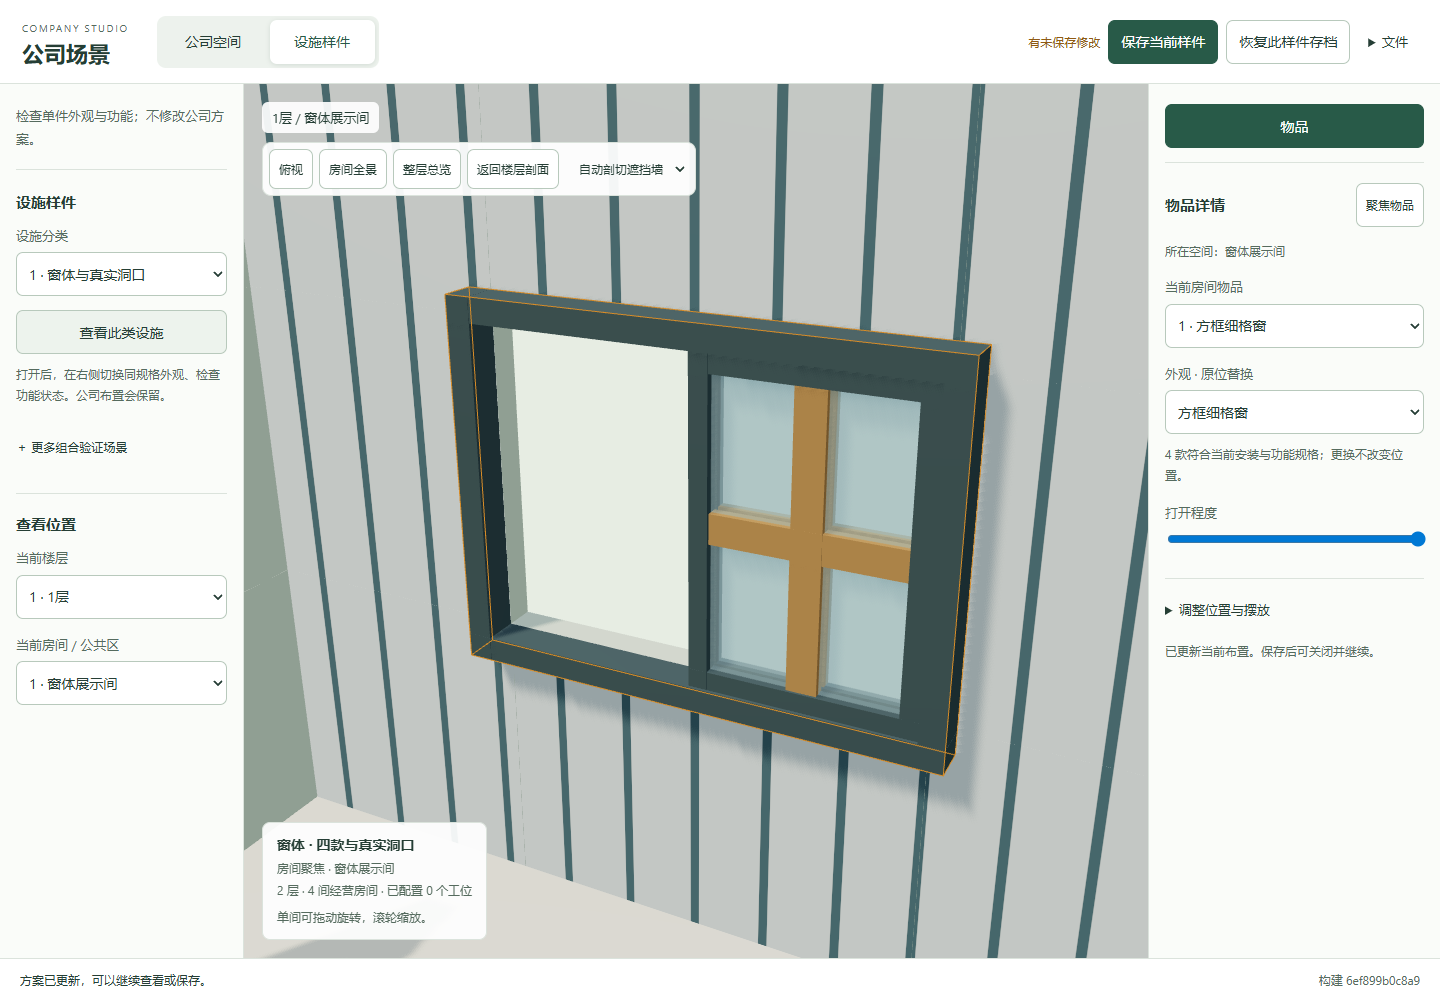 COMPANY STUDIO
公司场景
公司空间
设施样件
有未保存修改
保存当前样件
恢复此样件存档
▶ 文件
检查单件外观与功能；不修改公司方
案。
设施样件
设施分类
1 · 窗体与真实洞口
查看此类设施
打开后，在右侧切换同规格外观、检查
功能状态。公司布置会保留。
+ 更多组合验证场景
查看位置
当前楼层
1 · 1层
当前房间 / 公共区
1 · 窗体展示间
1层 / 窗体展示间
俯视
房间全景
整层总览
返回楼层剖面
自动剖切遮挡墙
窗体 · 四款与真实洞口
房间聚焦 · 窗体展示间
2 层 · 4 间经营房间 · 已配置 0 个工位
单间可拖动旋转，滚轮缩放。
物品
物品详情
聚焦物品
所在空间：窗体展示间
当前房间物品
1 · 方框细格窗
外观 · 原位替换
方框细格窗
4 款符合当前安装与功能规格；更换不改变位
置。
打开程度
▶ 调整位置与摆放
已更新当前布置。保存后可关闭并继续。
方案已更新，可以继续查看或保存。
构建 6ef899b0c8a9